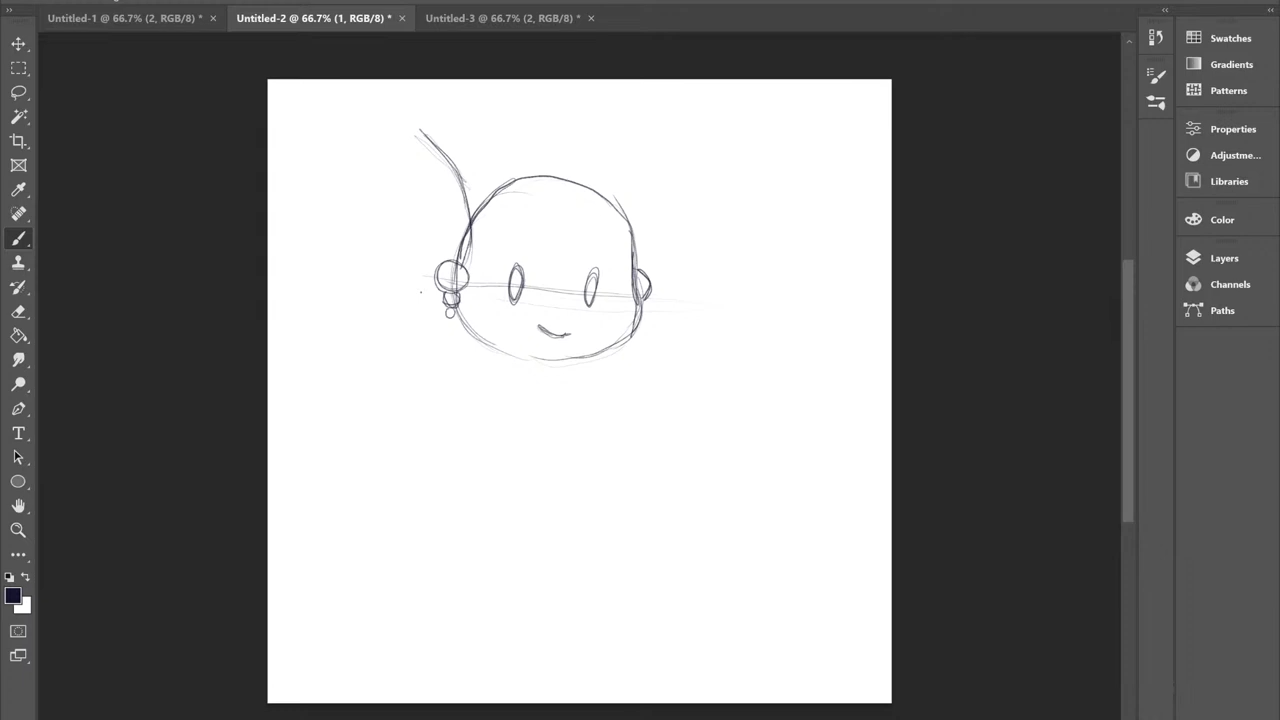 Untitled-1 @ 66.7% (2, RGB/8) *
Untitled-2 @ 66.7% (1, RGB/8) *
Untitled-3 @ 66.7% (2, RGB/8) *
Swatches
Gradients
Patterns
Properties
Adjustme...
Libraries
Color
Layers
Channels
Paths